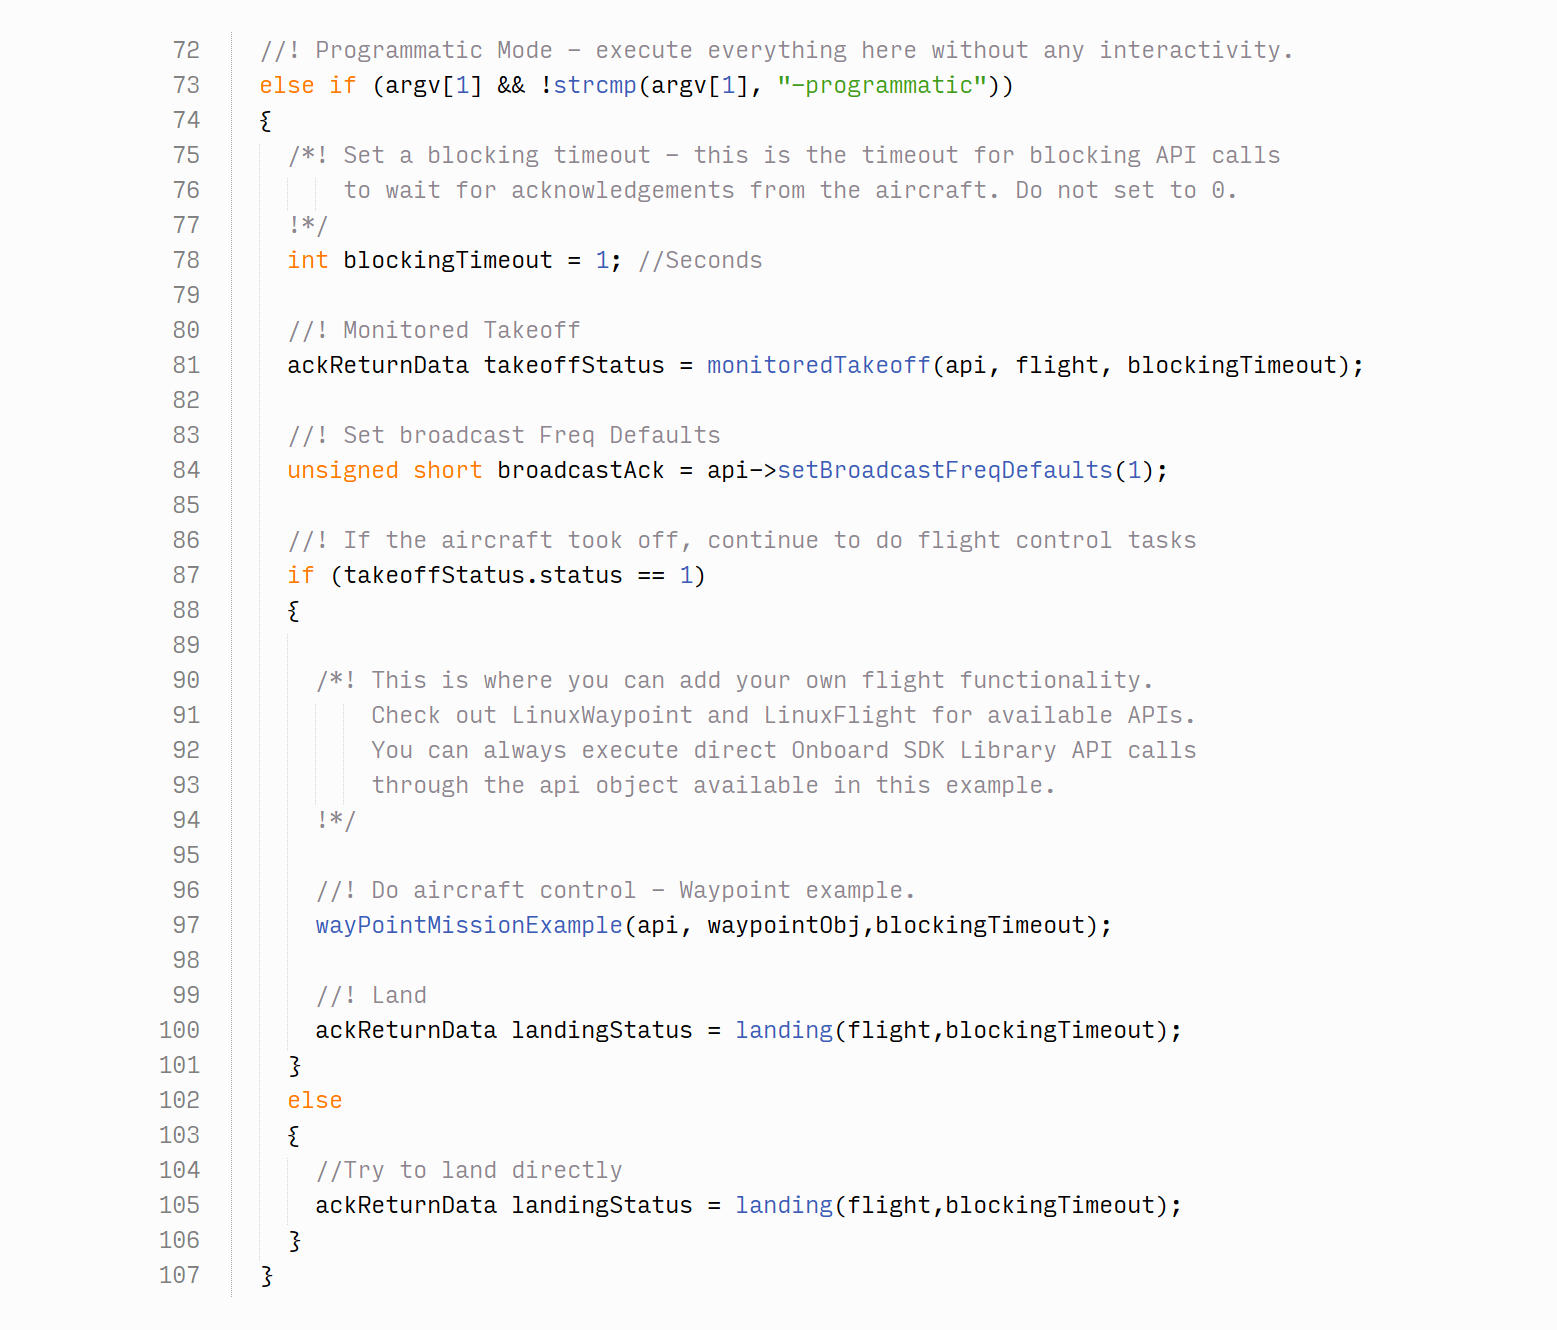 72 //! Programmatic Mode - execute everything here without any interactivity.
73 else if (argv[1] && !strcmp(argv[1], "-programmatic"))
74 {
75 /*! Set a blocking timeout - this is the timeout for blocking API calls
76 to wait for acknowledgements from the aircraft. Do not set to 0.
77 !*/
78 int blockingTimeout = 1; //Seconds
79
80 //! Monitored Takeoff
81 ackReturnData takeoffStatus = monitoredTakeoff(api, flight, blockingTimeout);
82
83 //! Set broadcast Freq Defaults
84 unsigned short broadcastAck = api->setBroadcastFreqDefaults(1);
85
86 //! If the aircraft took off, continue to do flight control tasks
87 if (takeoffStatus.status == 1)
88 {
89
90 /*! This is where you can add your own flight functionality.
91 Check out LinuxWaypoint and LinuxFlight for available APIs.
92 You can always execute direct Onboard SDK Library API calls
93 through the api object available in this example.
94 !*/
95
96 //! Do aircraft control - Waypoint example.
97 wayPointMissionExample(api, waypointObj,blockingTimeout);
98
99 //! Land
100 ackReturnData landingStatus = landing(flight,blockingTimeout);
101 }
102 else
103 {
104 //Try to land directly
105 ackReturnData landingStatus = landing(flight,blockingTimeout);
106 }
107 }